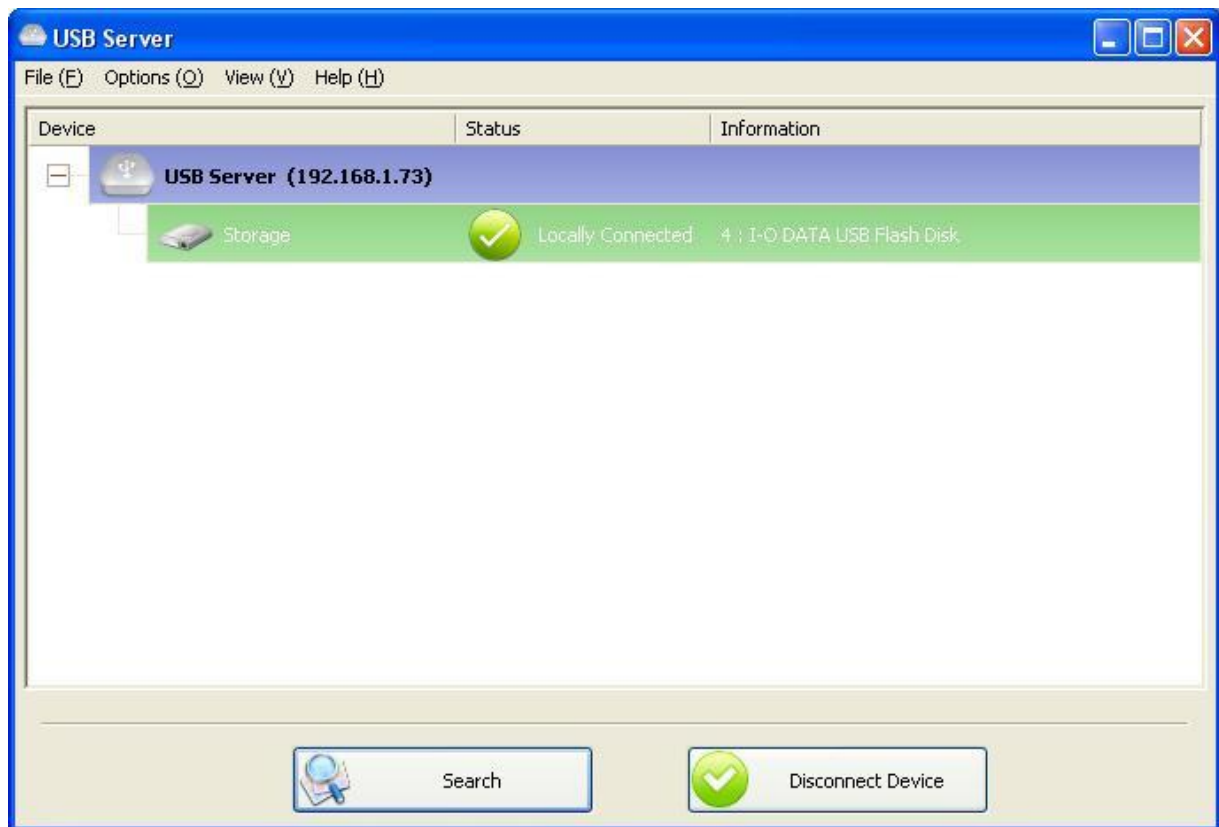 USB Server
File (F) Options (O) View (V) Help (H)
Device Status Information
USB Server (192.168.1.73)
Storage Locally Connected 4 : I-O DATA USB Flash Disk
Search Disconnect Device